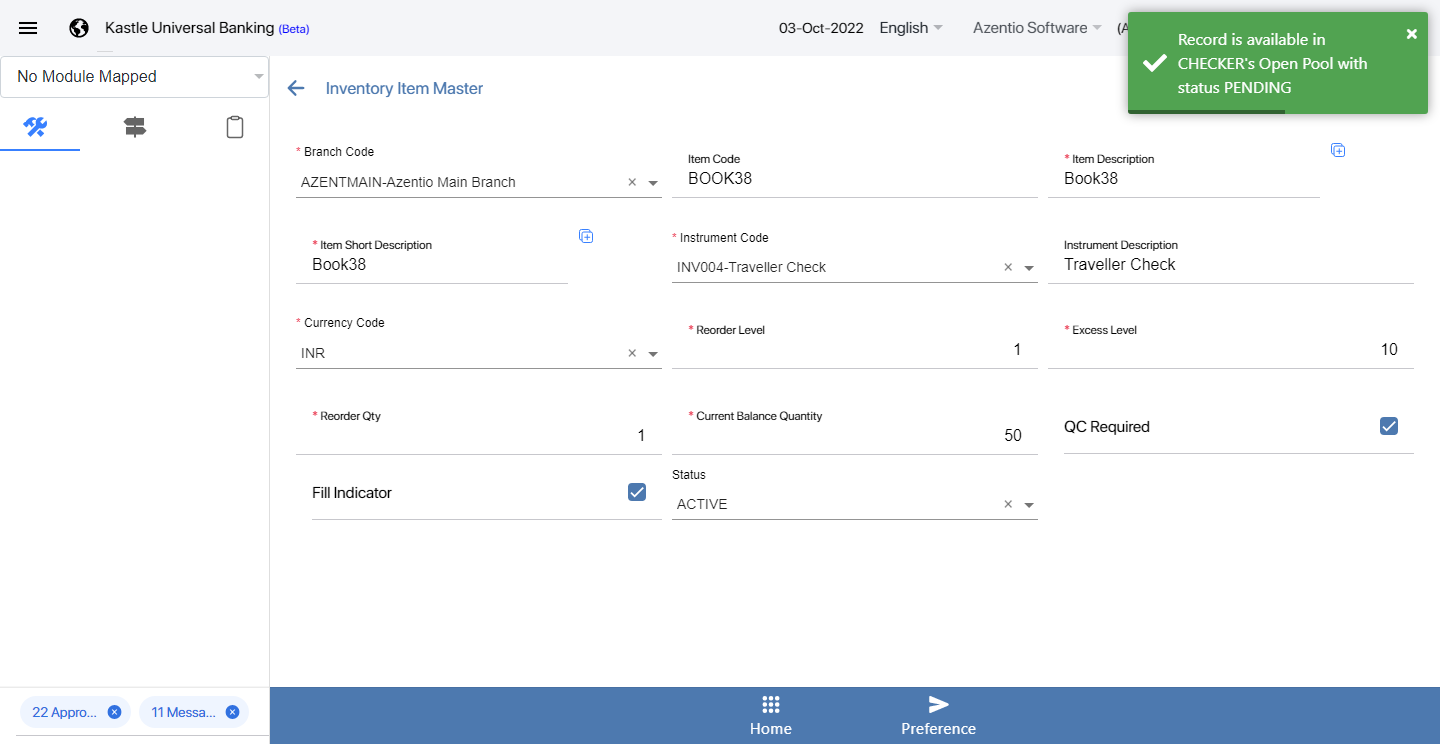 Kastle Universal Banking (Beta)
03-Oct-2022 English Azentio Software (A
Record is available in
CHECKER's Open Pool with
status PENDING
No Module Mapped
Inventory Item Master
* Branch Code
AZENTMAIN-Azentio Main Branch
Item Code
BOOK38
* Item Description
Book38
* Item Short Description
Book38
* Instrument Code
INV004-Traveller Check
Instrument Description
Traveller Check
* Currency Code
INR
* Reorder Level
1
* Excess Level
10
* Reorder Qty
1
* Current Balance Quantity
50
QC Required
Fill Indicator
Status
ACTIVE
22 Appro...
11 Messa...
Home
Preference